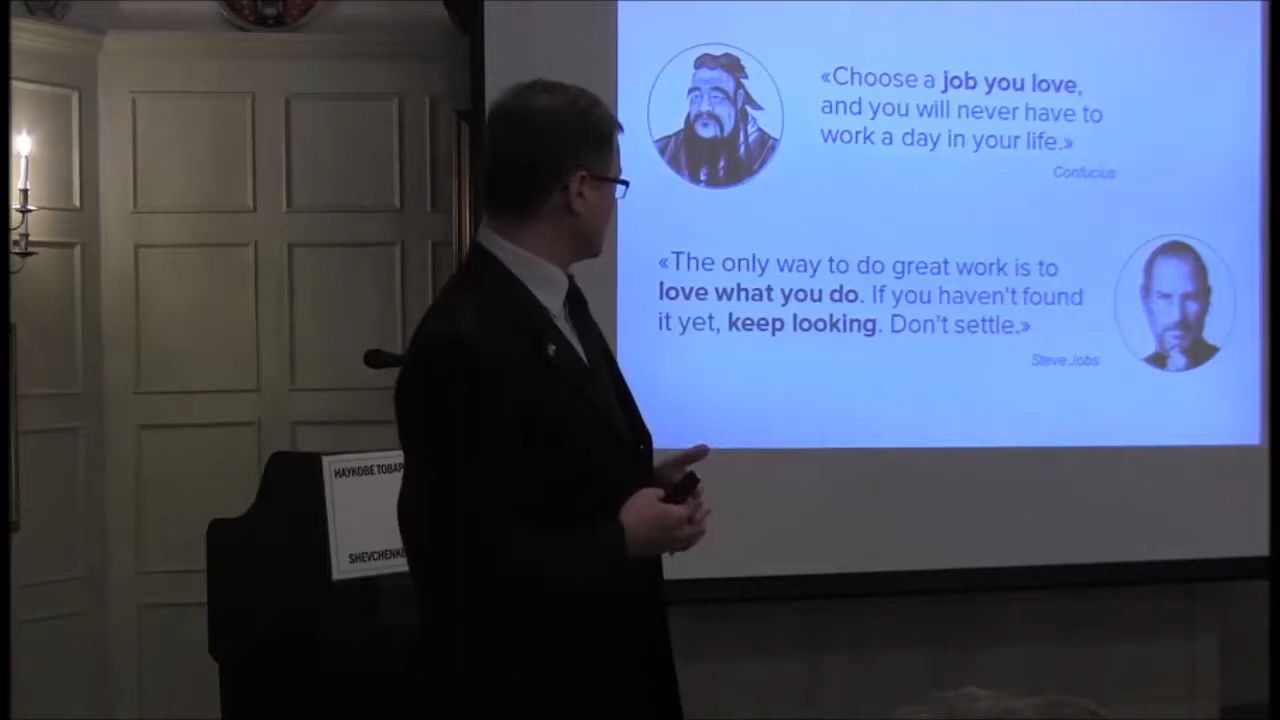 «Choose a job you love,
and you will never have to
work a day in your life.»
Confucius
«The only way to do great work is to
love what you do. If you haven't found
it yet, keep looking. Don't settle.»
Steve Jobs
НАУКОВЕ
SHEVCHENKO